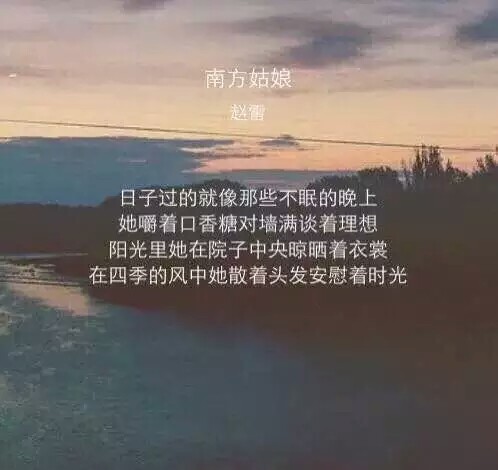 南方姑娘
赵雷
日子过的就像那些不眠的晚上
她嚼着口香糖对墙满谈着理想
阳光里她在院子中央晾晒着衣裳
在四季的风中她散着头发安慰着时光